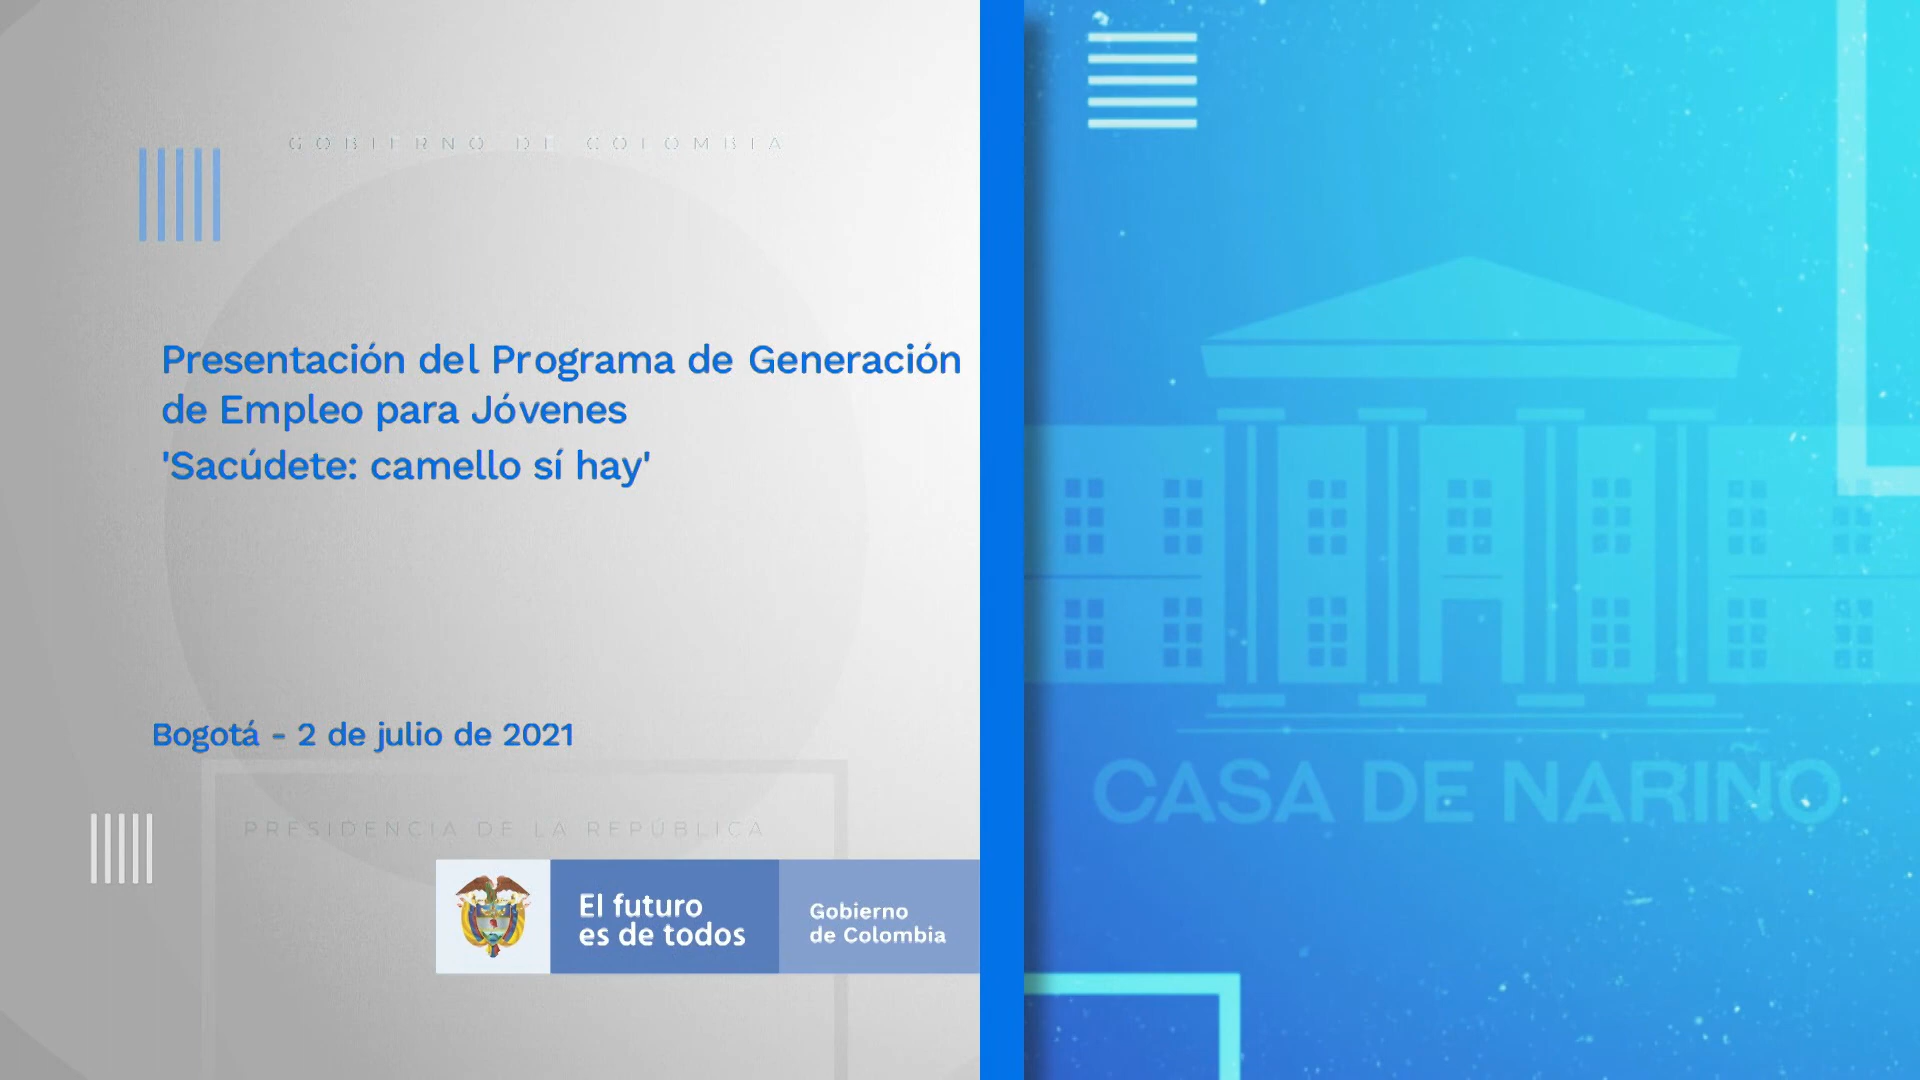 GOBIERNO DE COLOMBIA
Presentación del Programa de Generación
de Empleo para Jóvenes
'Sacúdete: camello sí hay'
Bogotá - 2 de julio de 2021
PRESIDENCIA DE LA REPÚBLICA
El futuro
es de todos
Gobierno
de Colombia
CASA DE NARIÑO